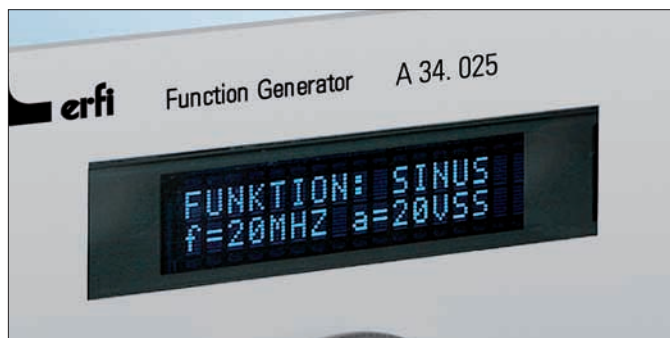 erfi Function Generator A 34. 025
FUNKTION: SINUS
f=20MHZ a=20VSS